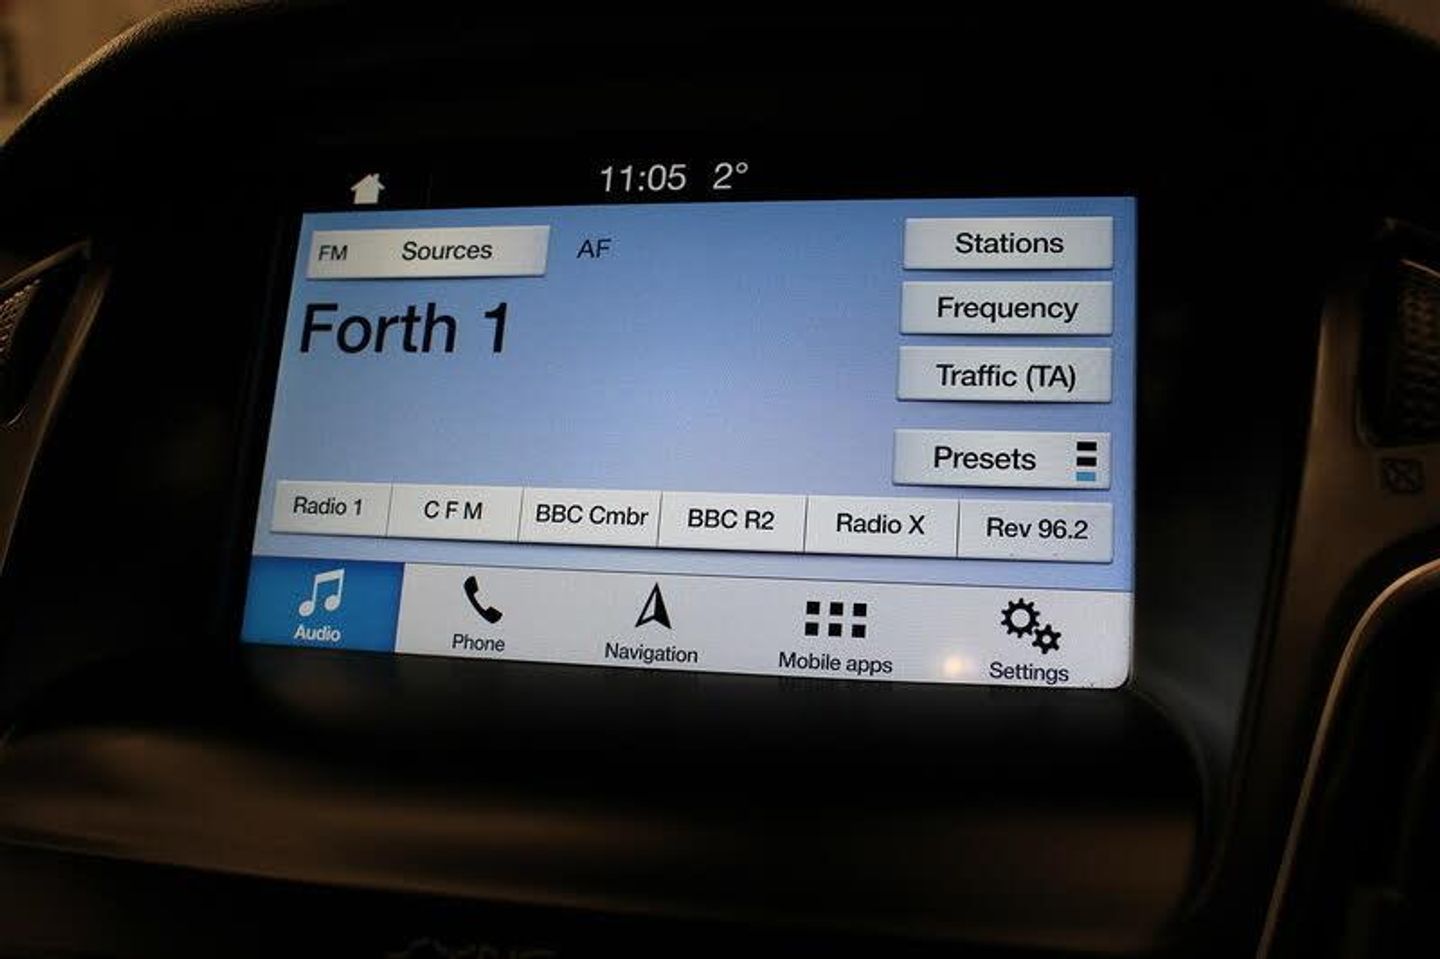 11:05 2°
FM Sources AF
Stations
Forth 1
Frequency
Traffic (TA)
Presets
Radio 1 C F M BBC Cmbr BBC R2 Radio X Rev 96.2
Audio Phone Navigation Mobile apps Settings